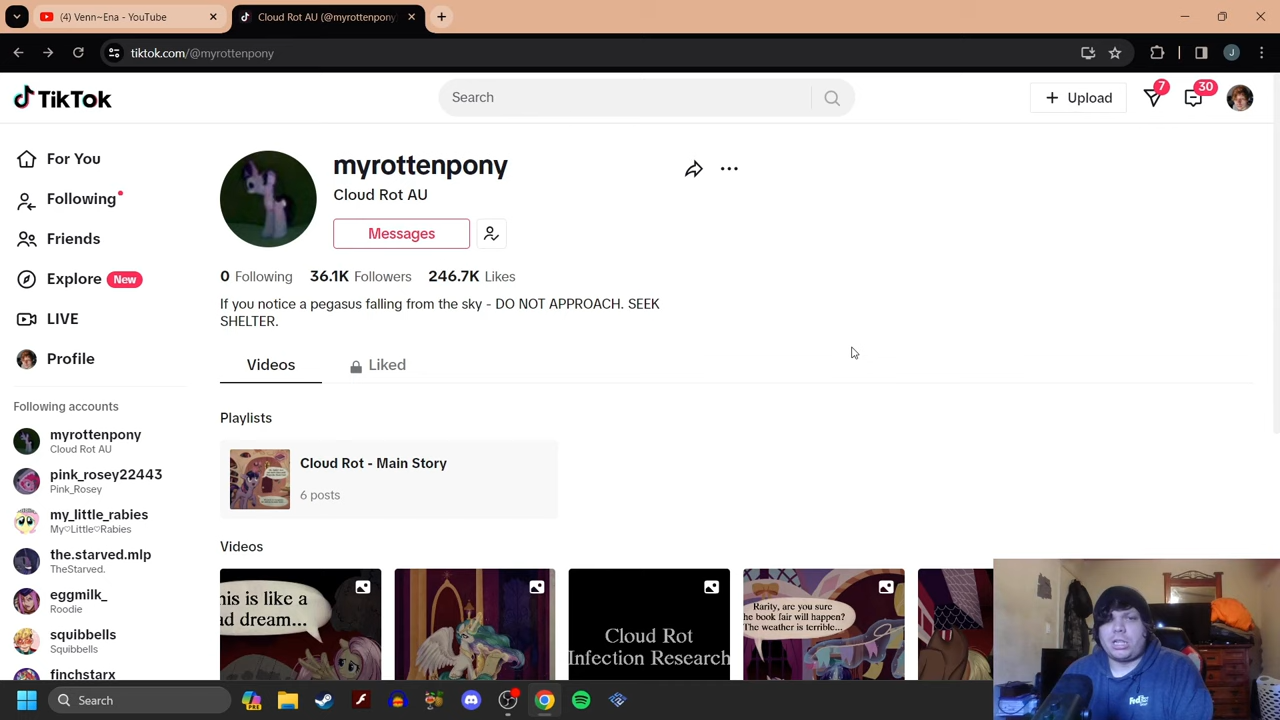 (4) Venn~Ena - YouTube
Cloud Rot AU (@myrottenpony
tiktok.com/@myrottenpony
J
TikTok
Search
Upload
7
30
For You
Following
Friends
Explore New
LIVE
Profile
Following accounts
myrottenpony
Cloud Rot AU
pink_rosey22443
Pink_Rosey
my_little_rabies
My♡Little♡Rabies
the.starved.mlp
TheStarved.
eggmilk_
Roodie
squibbells
Squibbells
finchstarx
myrottenpony
Cloud Rot AU
Messages
0 Following 36.1K Followers 246.7K Likes
If you notice a pegasus falling from the sky - DO NOT APPROACH. SEEK
SHELTER.
Videos
Liked
Playlists
Cloud Rot - Main Story
6 posts
Videos
his is like a
ad dream...
Cloud Rot
Infection Research
Rarity, are you sure
the book fair will happen?
The weather is terrible...
Search
PRE